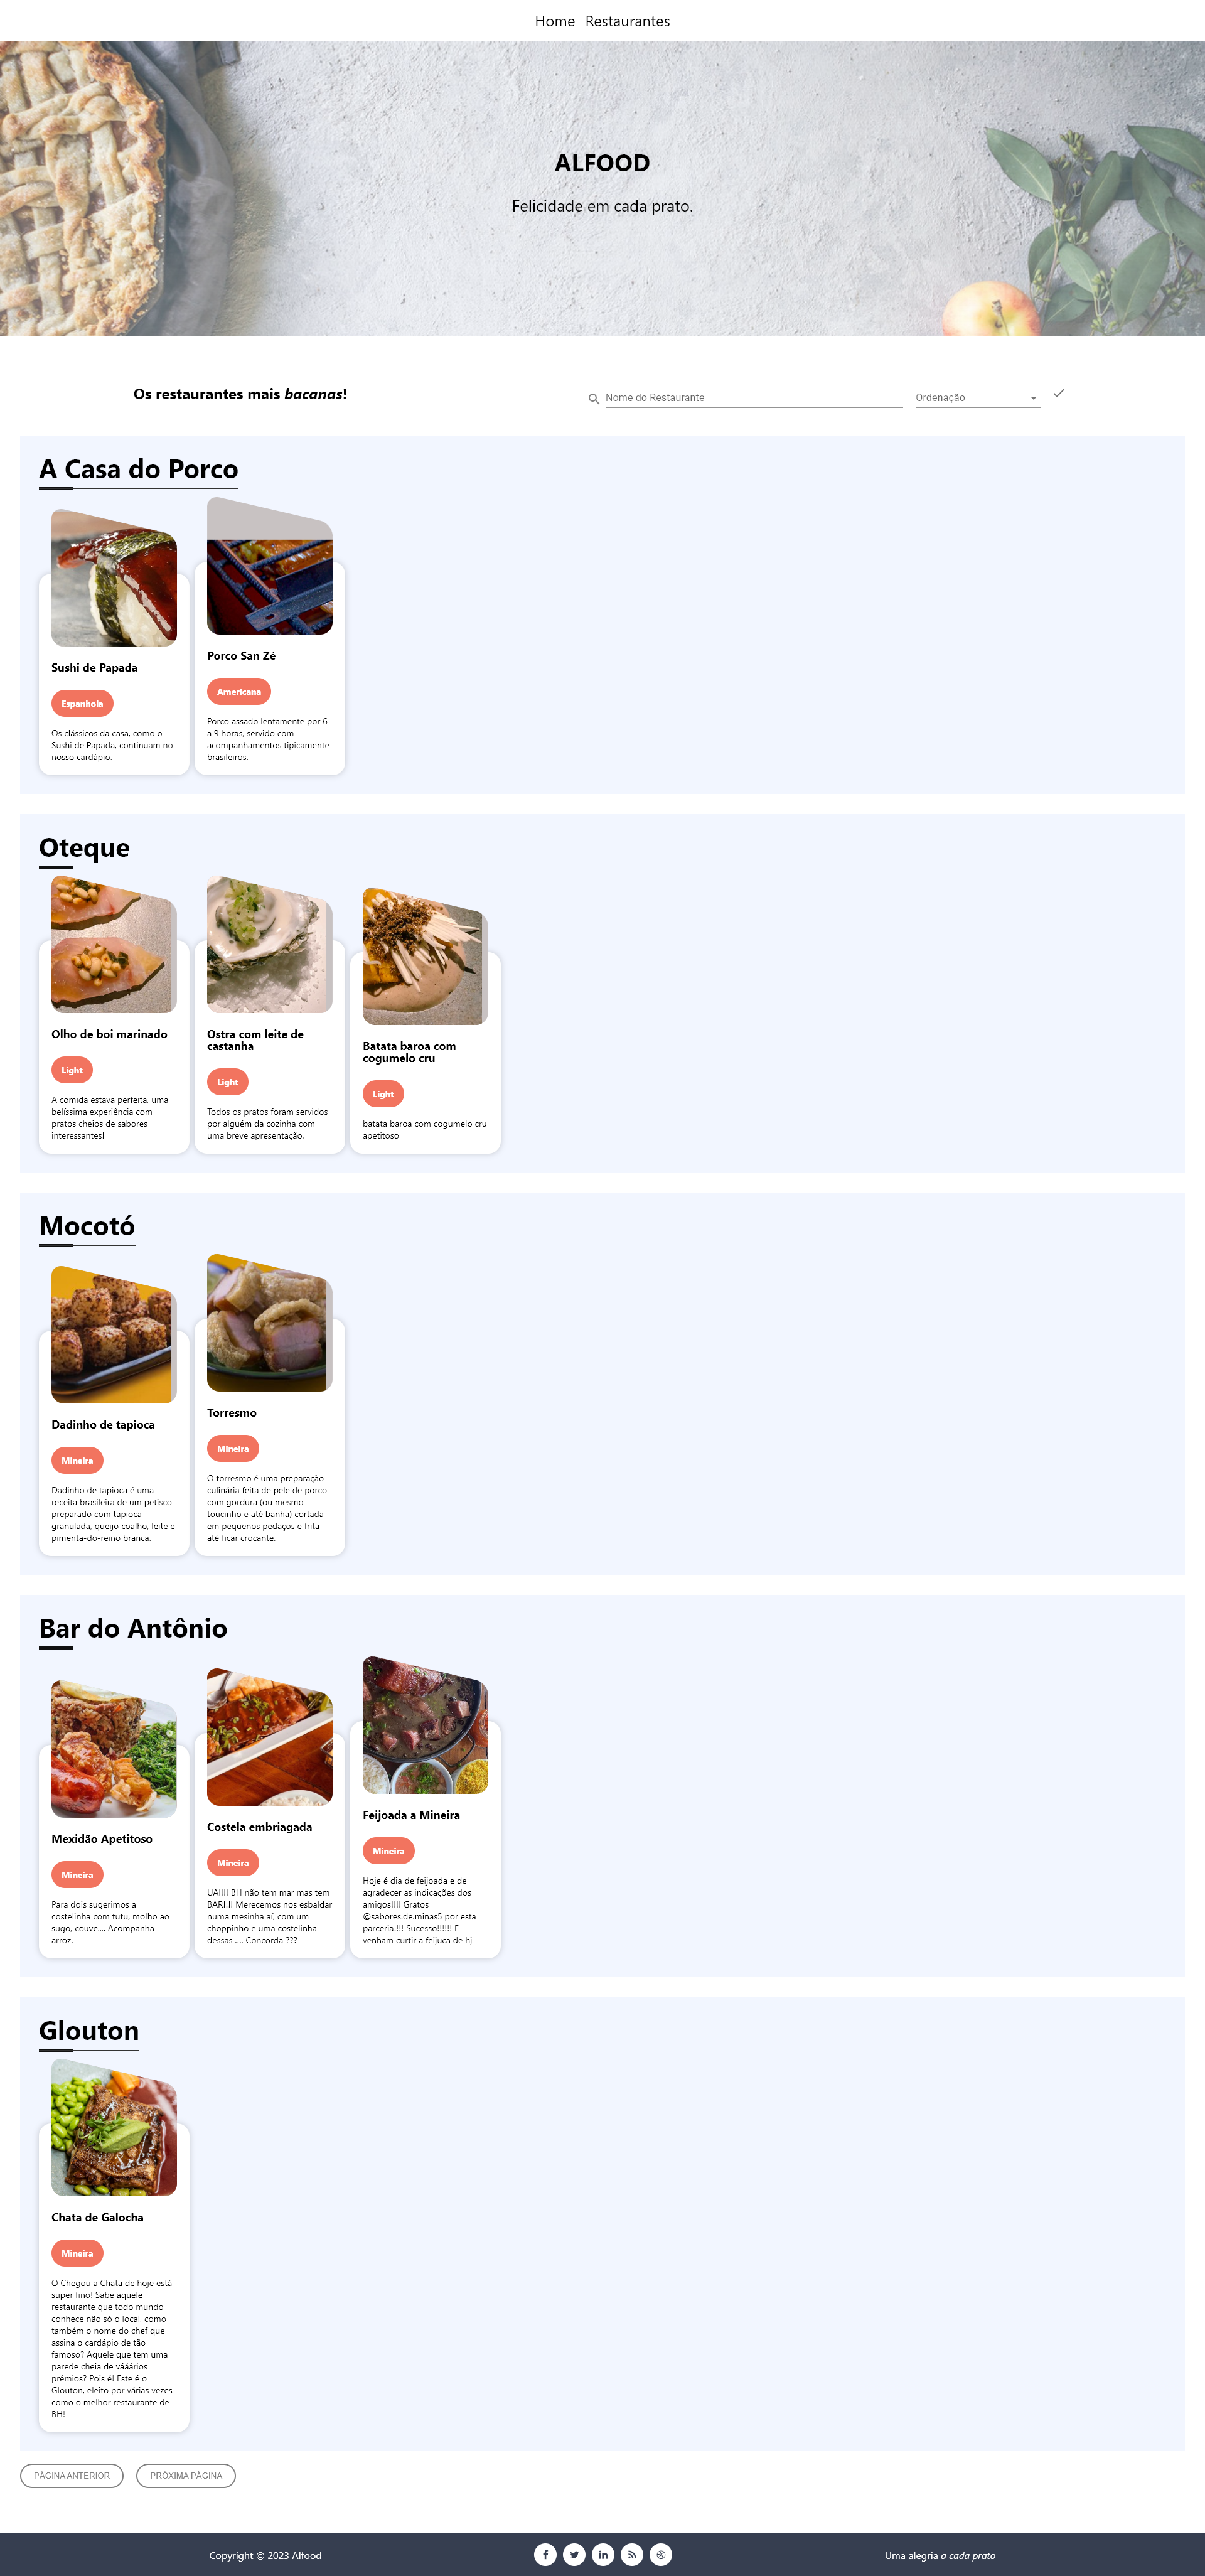 Home Restaurantes
ALFOOD
Felicidade em cada prato.
Os restaurantes mais bacanas!
Nome do Restaurante
Ordenação
A Casa do Porco
Sushi de Papada
Espanhola
Os clássicos da casa, como o
Sushi de Papada, continuam no
nosso cardápio.
Porco San Zé
Americana
Porco assado lentamente por 6
a 9 horas, servido com
acompanhamentos tipicamente
brasileiros.
Oteque
Olho de boi marinado
Light
A comida estava perfeita, uma
belíssima experiência com
pratos cheios de sabores
interessantes!
Ostra com leite de
castanha
Light
Todos os pratos foram servidos
por alguém da cozinha com
uma breve apresentação.
Batata baroa com
cogumelo cru
Light
batata baroa com cogumelo cru
apetitoso
Mocotó
Dadinho de tapioca
Mineira
Dadinho de tapioca é uma
receita brasileira de um petisco
preparado com tapioca
granulada, queijo coalho, leite e
pimenta-do-reino branca.
Torresmo
Mineira
O torresmo é uma preparação
culinária feita de pele de porco
com gordura (ou mesmo
toucinho e até banha) cortada
em pequenos pedaços e frita
até ficar crocante.
Bar do Antônio
Mexidão Apetitoso
Mineira
Para dois sugerimos a
costelinha com tutu, molho ao
sugo, couve.... Acompanha
arroz.
Costela embriagada
Mineira
UAI!!! BH não tem mar mas tem
BAR!!!! Merecemos nos esbaldar
numa mesinha aí, com um
choppinho e uma costelinha
dessas .... Concorda ???
Feijoada a Mineira
Mineira
Hoje é dia de feijoada e de
agradecer as indicações dos
amigos!!!! Gratos
@sabores.de.minas5 por esta
parceria!!!! Sucesso!!!!!! E
venham curtir a feijuca de hj
Glouton
Chata de Galocha
Mineira
O Chegou a Chata de hoje está
super fino! Sabe aquele
restaurante que todo mundo
conhece não só o local, como
também o nome do chef que
assina o cardápio de tão
famoso? Aquele que tem uma
parede cheia de vááários
prêmios? Pois é! Este é o
Glouton, eleito por várias vezes
como o melhor restaurante de
BH!
PÁGINA ANTERIOR PRÓXIMA PÁGINA
Copyright © 2023 Alfood
Uma alegria a cada prato